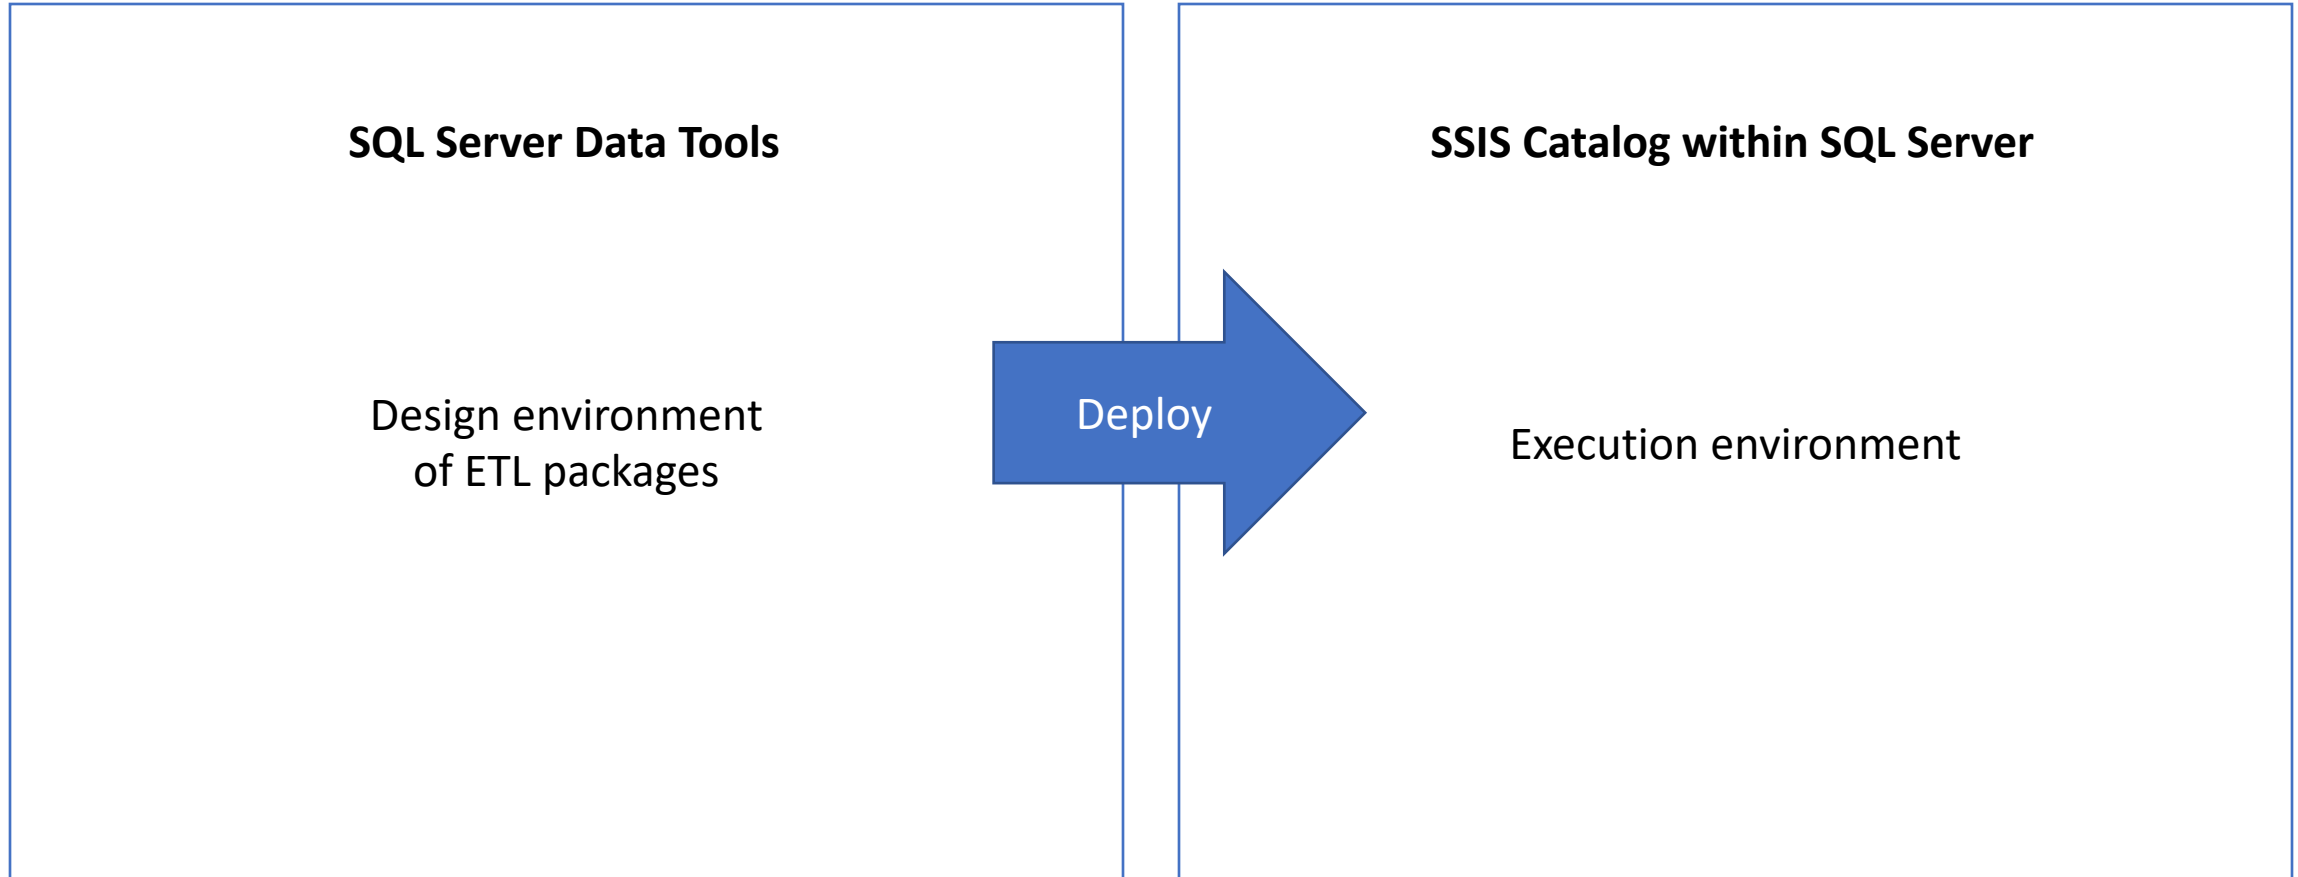 SQL Server Data Tools
Design environment
of ETL packages
Deploy
SSIS Catalog within SQL Server
Execution environment